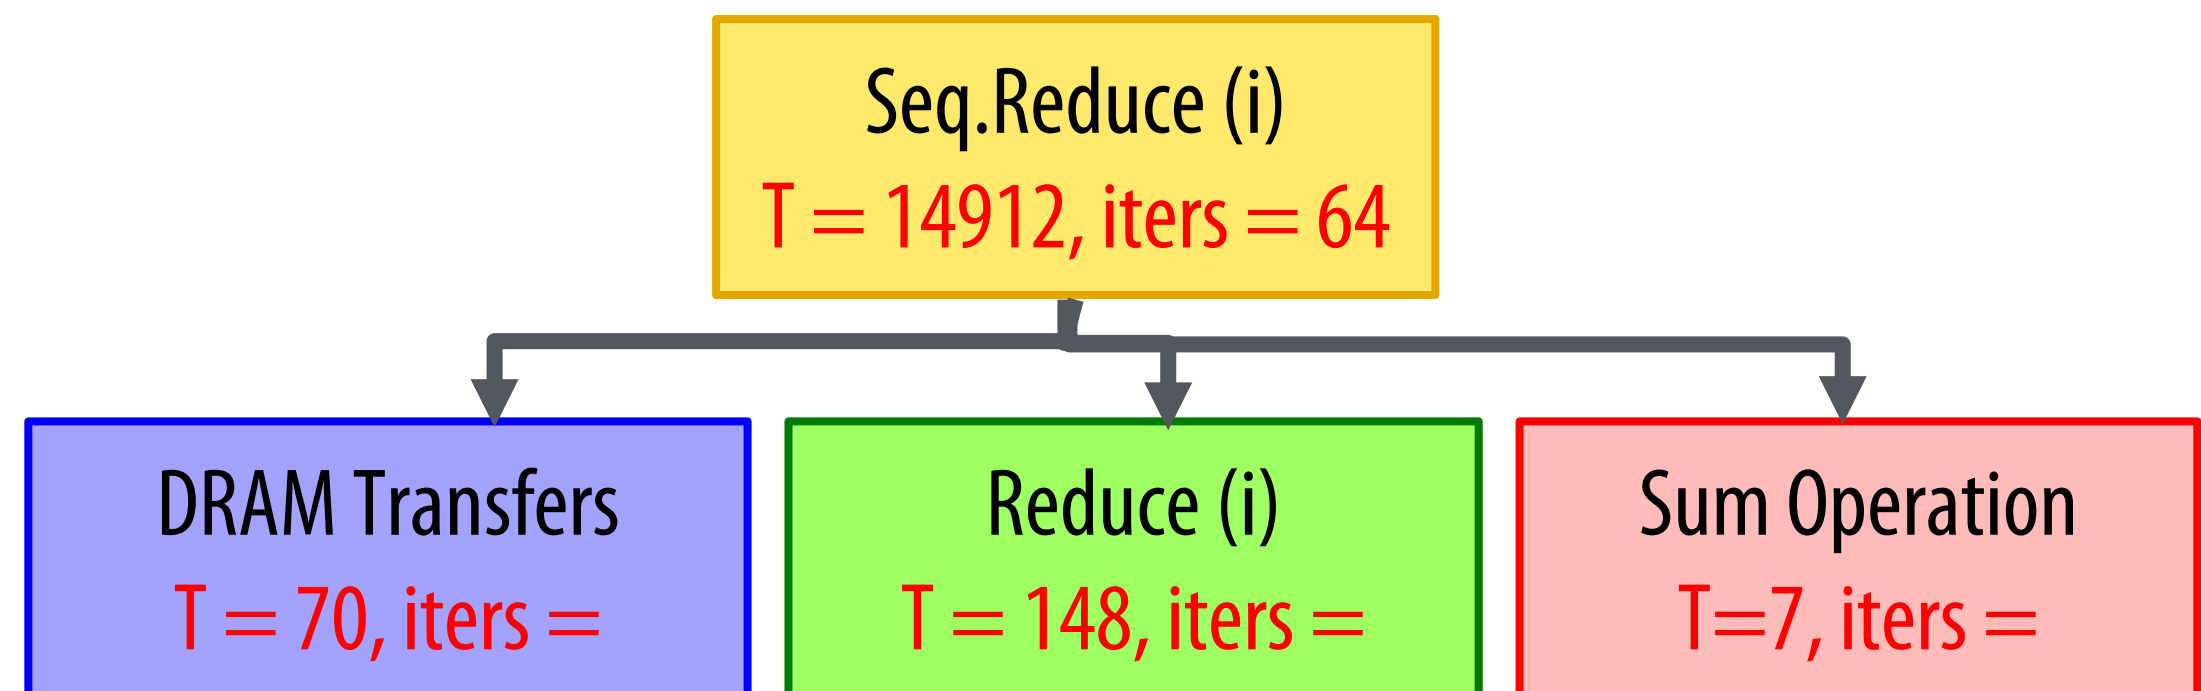 Seq.Reduce (i)
T = 14912, iters = 64
DRAM Transfers
T = 70, iters =
Reduce (i)
T = 148, iters =
Sum Operation
T=7, iters =